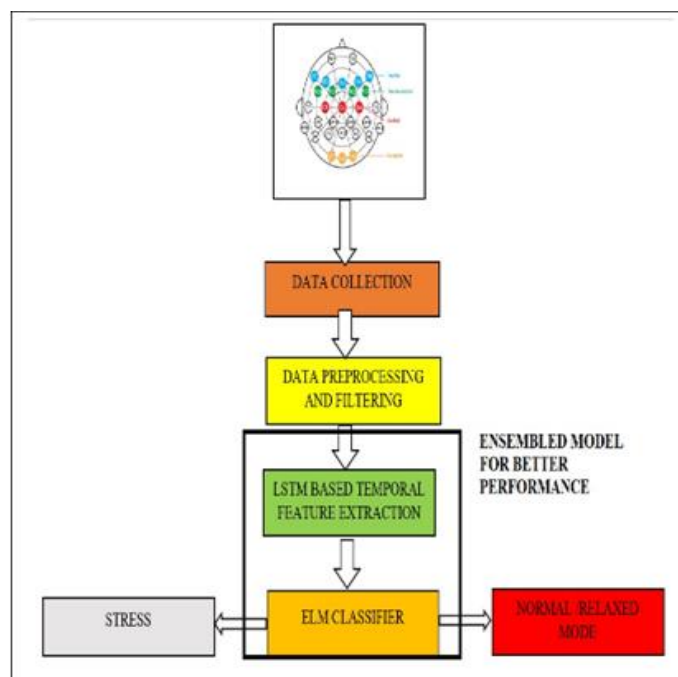 DATA COLLECTION
DATA PREPROCESSING
AND FILTERING
ENSEMBLED MODEL
FOR BETTER
PERFORMANCE
LSTM BASED TEMPORAL
FEATURE EXTRACTION
STRESS
ELM CLASSIFIER
NORMAL RELAXED
MODE